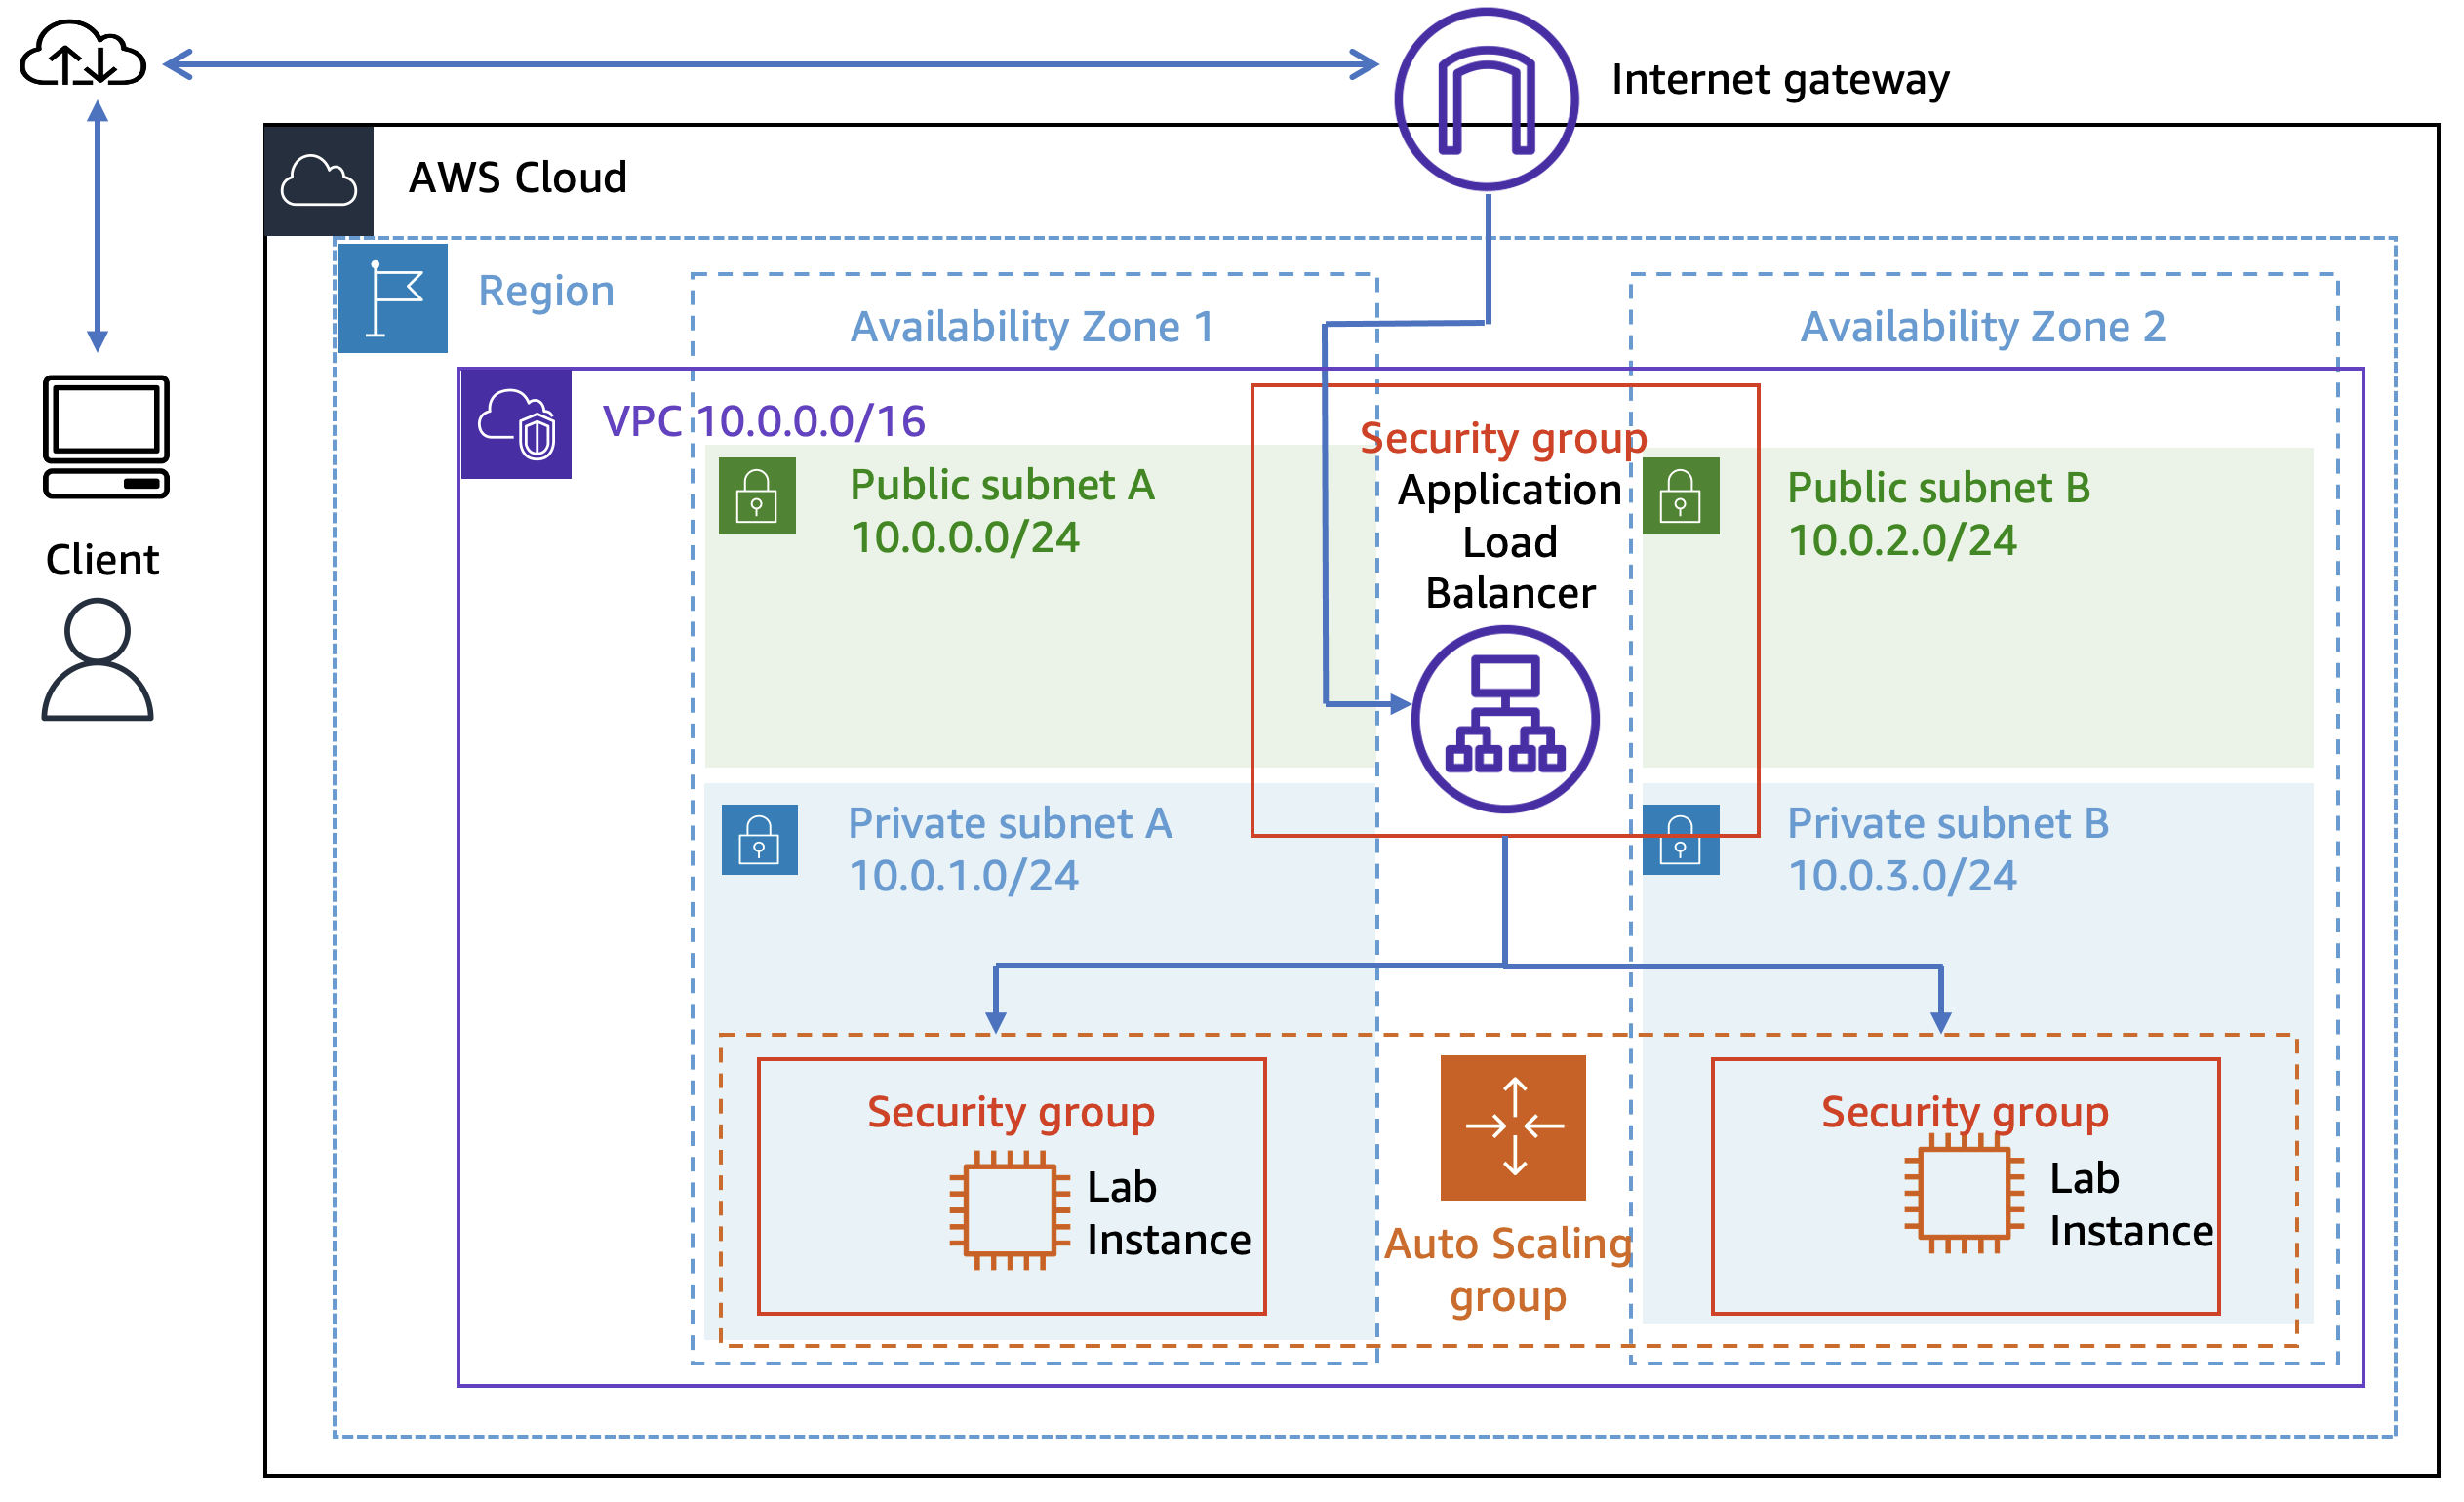 Internet gateway
AWS Cloud
Region
Availability Zone 1
Availability Zone 2
VPC 10.0.0.0/16
Client
Public subnet A
10.0.0.0/24
Security group
Application
Load
Balancer
Public subnet B
10.0.2.0/24
Private subnet A
10.0.1.0/24
Private subnet B
10.0.3.0/24
Security group
Lab
Instance
Auto Scaling
group
Security group
Lab
Instance